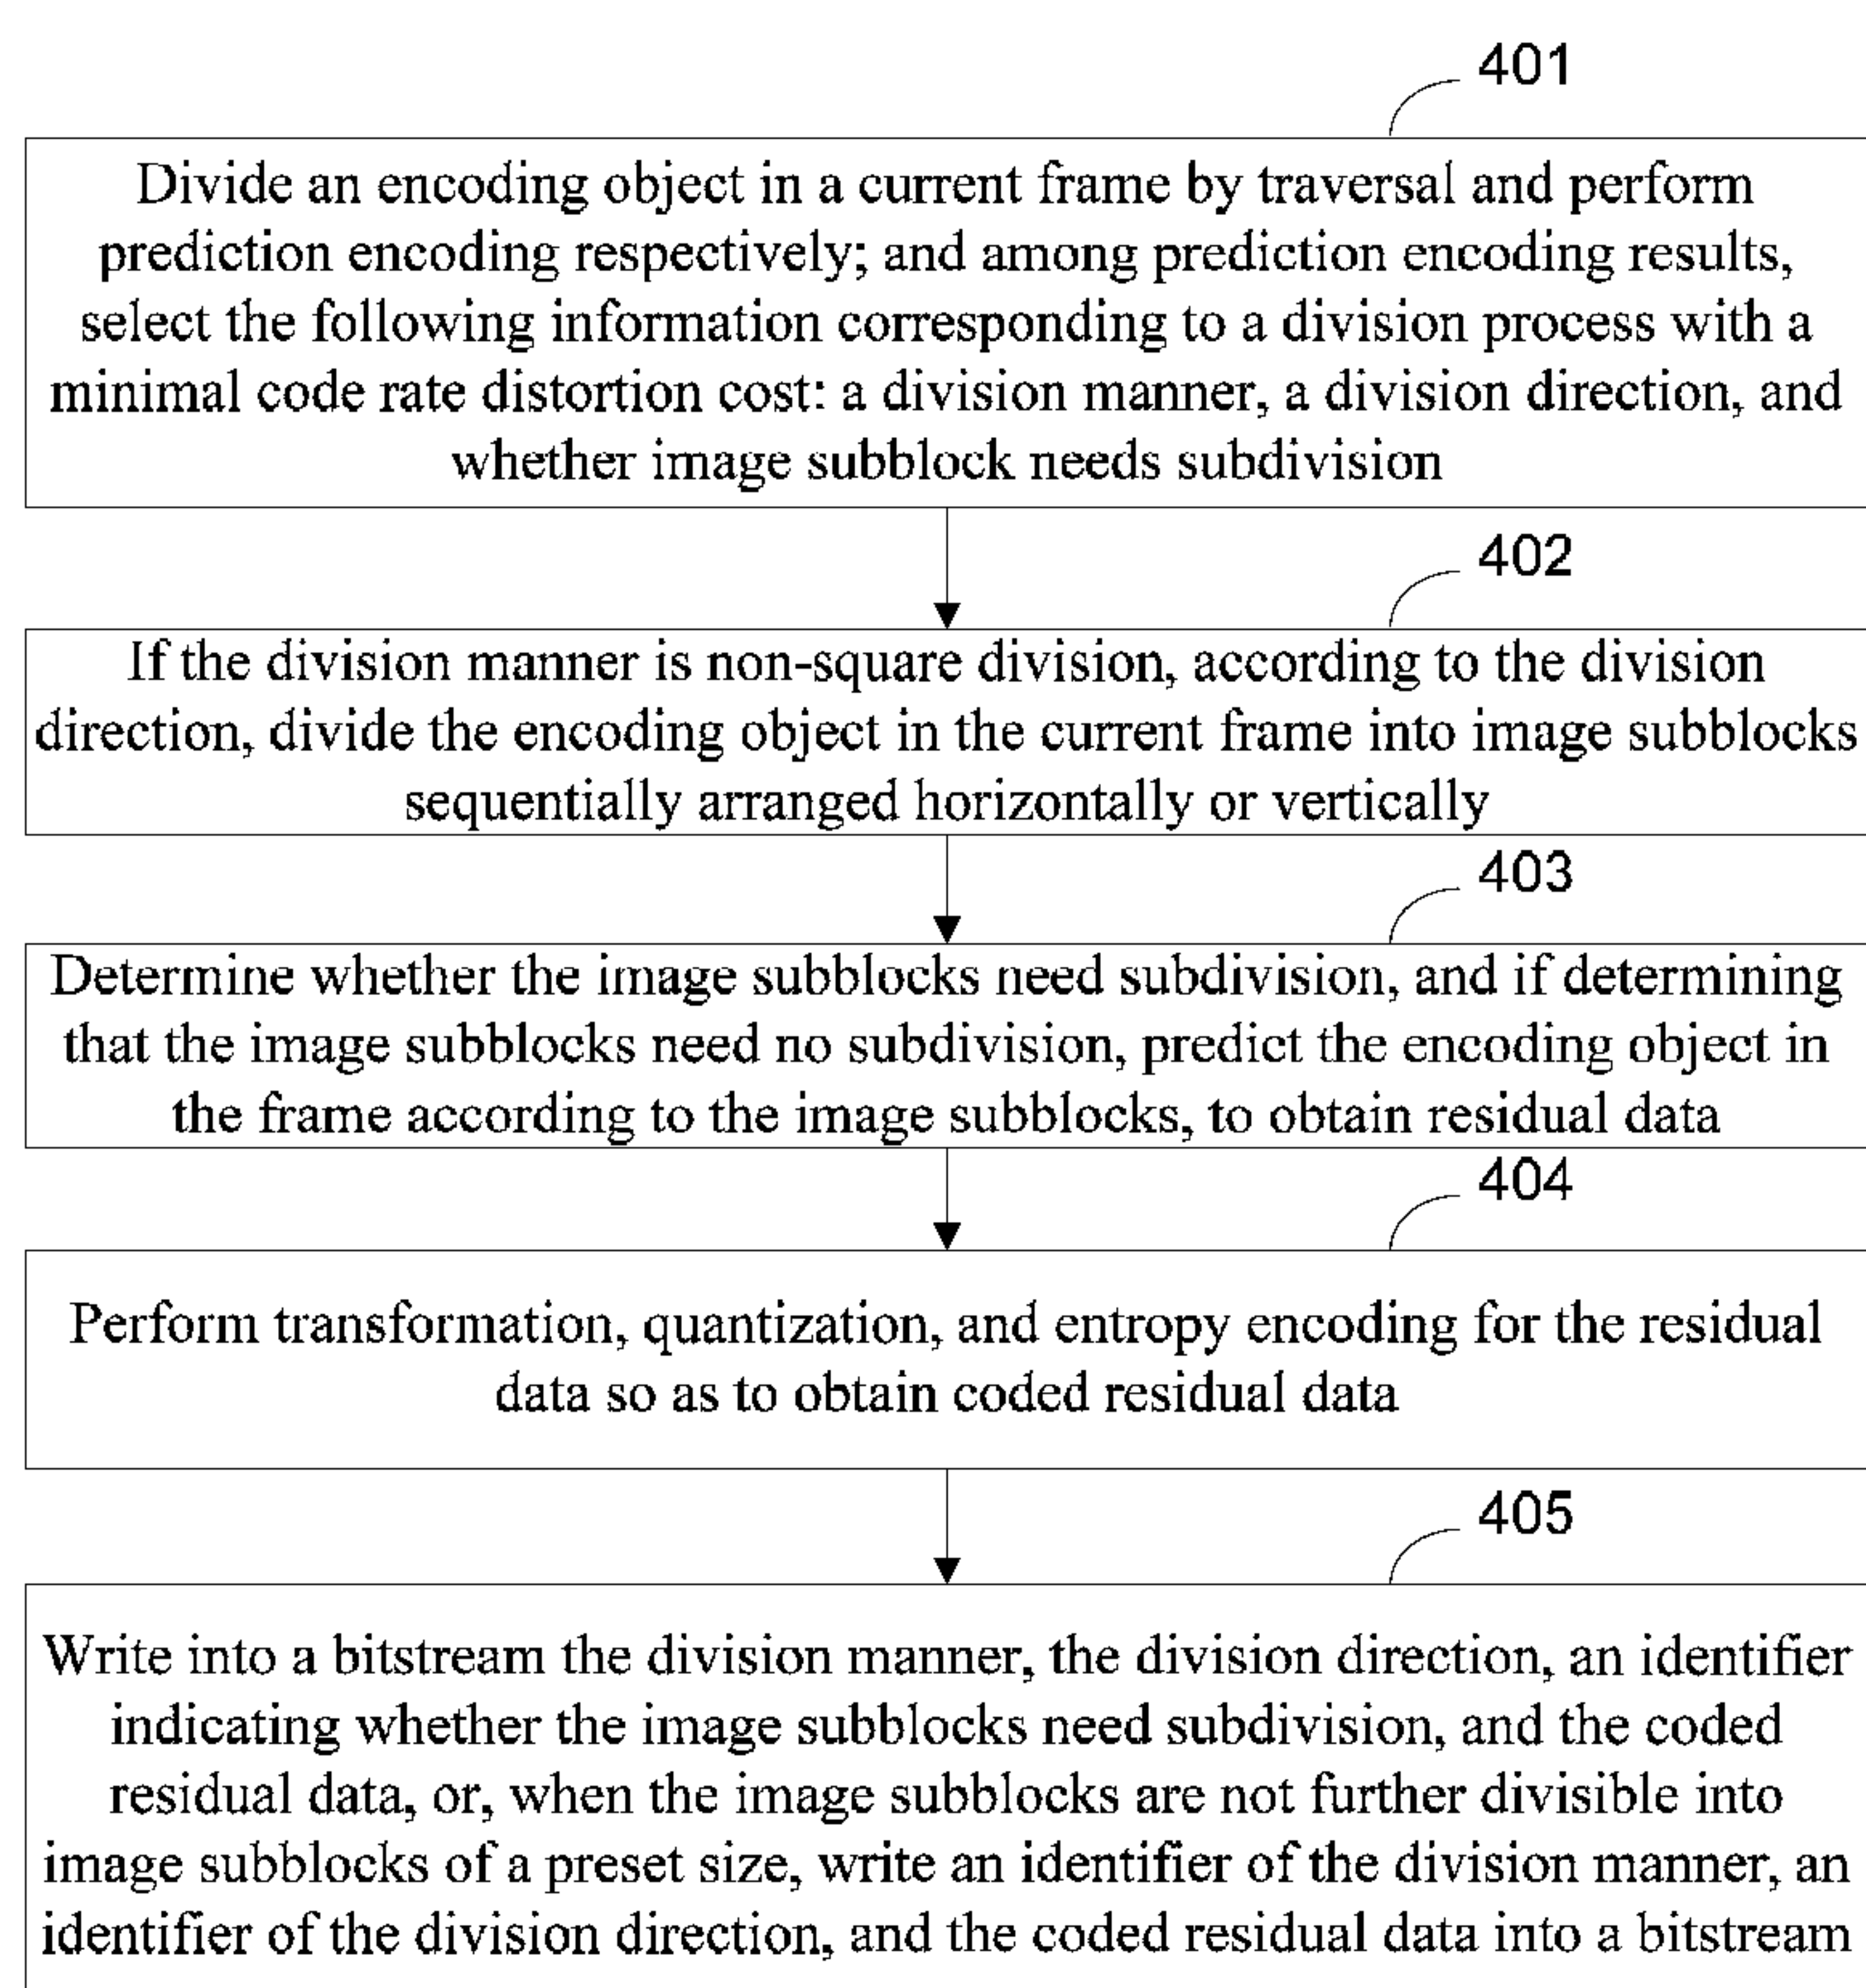 401
Divide an encoding object in a current frame by traversal and perform
prediction encoding respectively; and among prediction encoding results,
select the following information corresponding to a division process with a
minimal code rate distortion cost: a division manner, a division direction, and
whether image subblock needs subdivision
402
If the division manner is non-square division, according to the division
direction, divide the encoding object in the current frame into image subblocks
sequentially arranged horizontally or vertically
403
Determine whether the image subblocks need subdivision, and if determining
that the image subblocks need no subdivision, predict the encoding object in
the frame according to the image subblocks, to obtain residual data
404
Perform transformation, quantization, and entropy encoding for the residual
data so as to obtain coded residual data
405
Write into a bitstream the division manner, the division direction, an identifier
indicating whether the image subblocks need subdivision, and the coded
residual data, or, when the image subblocks are not further divisible into
image subblocks of a preset size, write an identifier of the division manner, an
identifier of the division direction, and the coded residual data into a bitstream